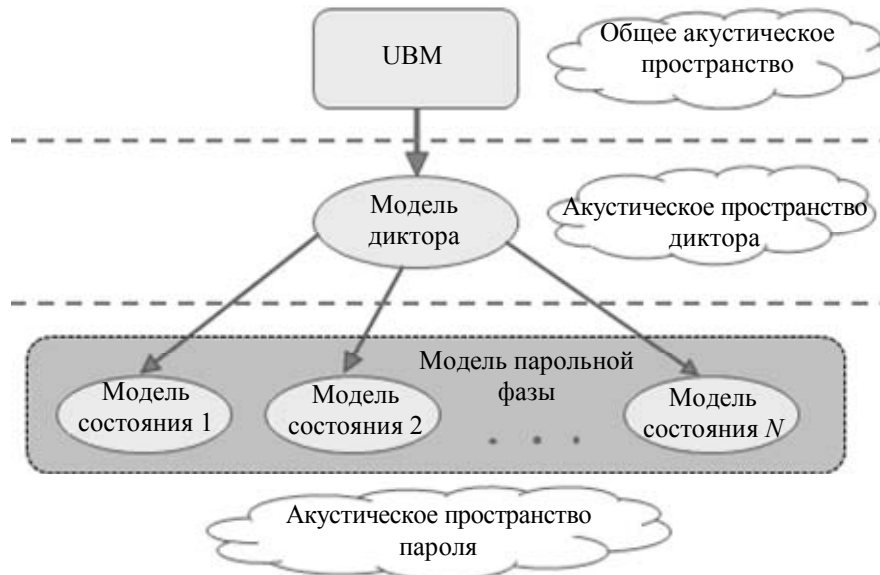 UBM
Общее акустическое
пространство
Модель
диктора
Акустическое пространство
диктора
Модель парольной
фазы
Модель
состояния 1
Модель
состояния 2
. . .
Модель
состояния N
Акустическое пространство
пароля